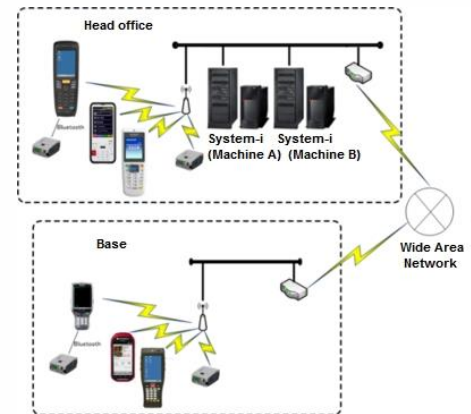 Head office
Bluetooth
System-i System-i
(Machine A) (Machine B)
Wide Area
Network
Base
Bluetooth